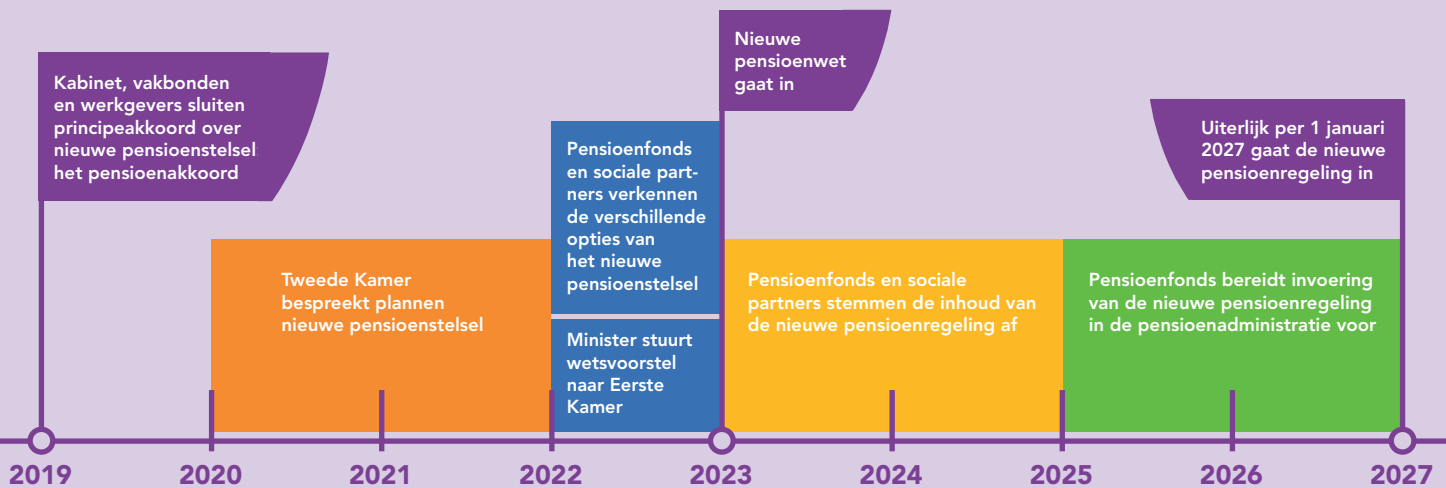 Kabinet, vakbonden
en werkgevers sluiten
principeakkoord over
nieuwe pensioenstelsel:
het pensioenakkoord
Nieuwe
pensioenwet
gaat in
Uiterlijk per 1 januari
2027 gaat de nieuwe
pensioenregeling in
Tweede Kamer
bespreekt plannen
nieuwe pensioenstelsel
Pensioenfonds
en sociale part-
ners verkennen
de verschillende
opties van
het nieuwe
pensioenstelsel
Minister stuurt
wetsvoorstel
naar Eerste
Kamer
Pensioenfonds en sociale
partners stemmen de inhoud van
de nieuwe pensioenregeling af
Pensioenfonds bereidt invoering
van de nieuwe pensioenregeling
in de pensioenadministratie voor
2019 2020 2021 2022 2023 2024 2025 2026 2027